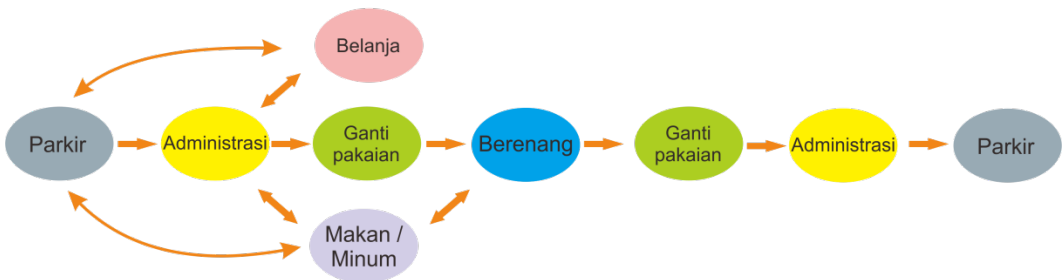 Belanja
Parkir
Administrasi
Ganti
pakaian
Berenang
Ganti
pakaian
Administrasi
Parkir
Makan /
Minum